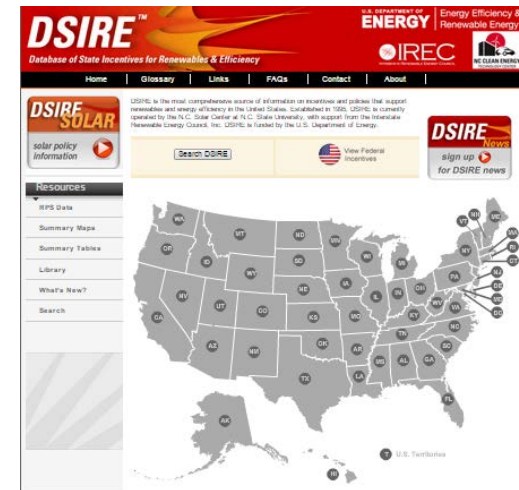 DSIRE™
Database of State Incentives for Renewables & Efficiency
U.S. DEPARTMENT OF
ENERGY
Energy Efficiency &
Renewable Energy
IREC
NC CLEAN ENERGY
TECHNOLOGY CENTER
Home | Glossary | Links | FAQs | Contact | About |
DSIRE
SOLAR
solar policy
information
DSIRE is the most comprehensive source of information on incentives and policies that support
renewables and energy efficiency in the United States. Established in 1995, DSIRE is currently
operated by the N.C. Solar Center at N.C. State University, with support from the Interstate
Renewable Energy Council, Inc. DSIRE is funded by the U.S. Department of Energy.
Search DSIRE
View Federal
Incentives
DSIRE
News
sign up
for DSIRE news
Resources
RPS Data
Summary Maps
Summary Tables
Library
What's New?
Search
WA
MT
ND
MN
VT
NH
ME
OR
ID
SD
WI
MI
NY
MA
RI
CT
WY
NE
IA
PA
NJ
DE
MD
DC
NV
UT
CO
KS
MO
IL
IN
OH
WV
VA
KY
CA
NC
TN
AZ
NM
OK
AR
SC
MS
AL
GA
TX
LA
FL
AK
HI
T U.S. Territories